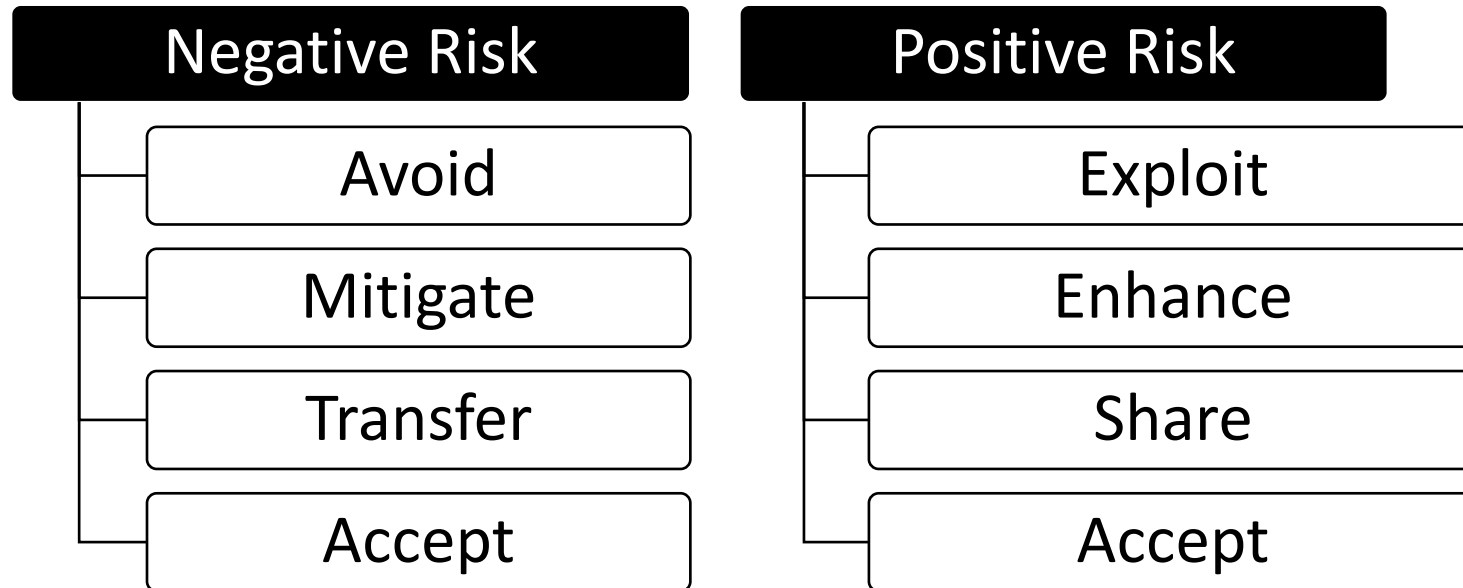 Negative Risk
Avoid
Mitigate
Transfer
Accept
Positive Risk
Exploit
Enhance
Share
Accept